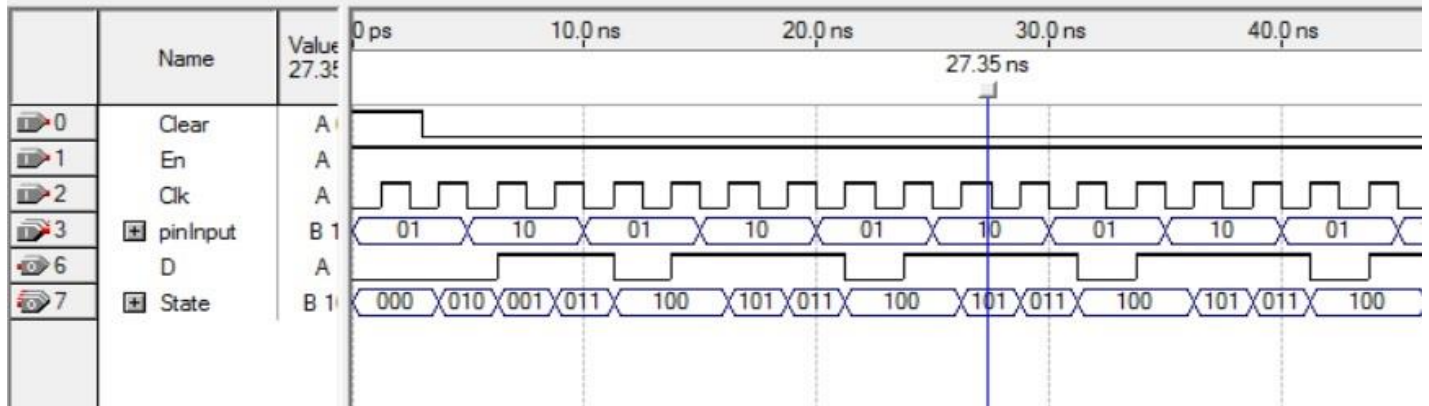 Name Value 27.35 0 ps 10.0 ns 20.0 ns 30.0 ns 40.0 ns
27.35 ns
0 Clear A
1 En A
2 Clk A
3 pinInput B 1 01 10 01 10 01 10 01 10 01
6 D A
7 State B 1 000 010 001 011 100 101 011 100 101 011 100 101 011 100